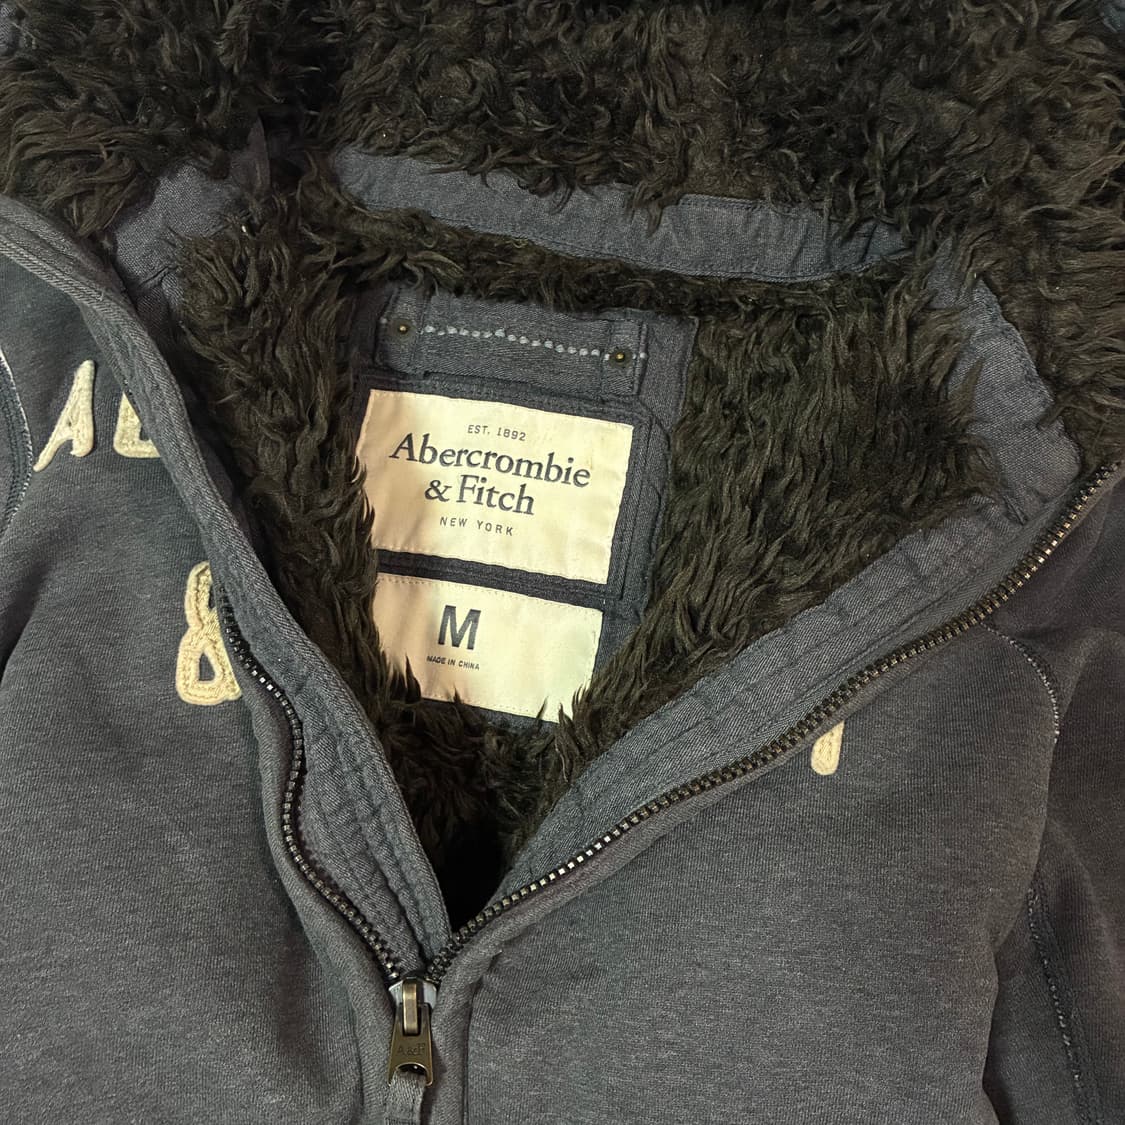 EST. 1892
Abercrombie
& Fitch
NEW YORK
M
MADE IN CHINA
A
&
A&F